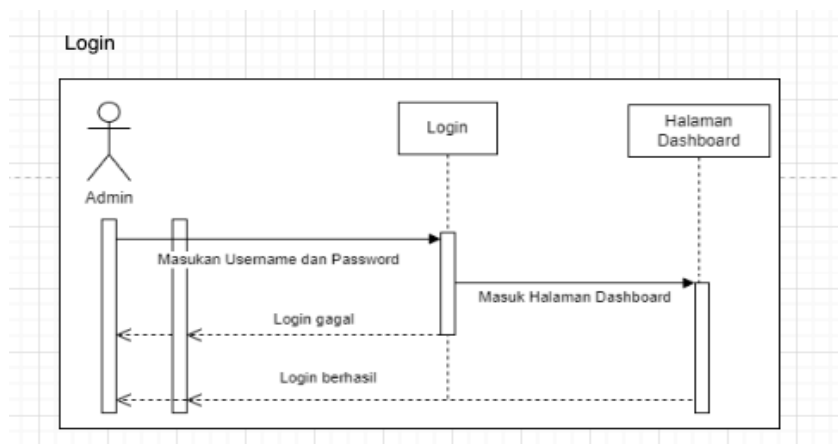 Login
Login
Halaman
Dashboard
Admin
Masukan Username dan Password
Masuk Halaman Dashboard
Login gagal
Login berhasil